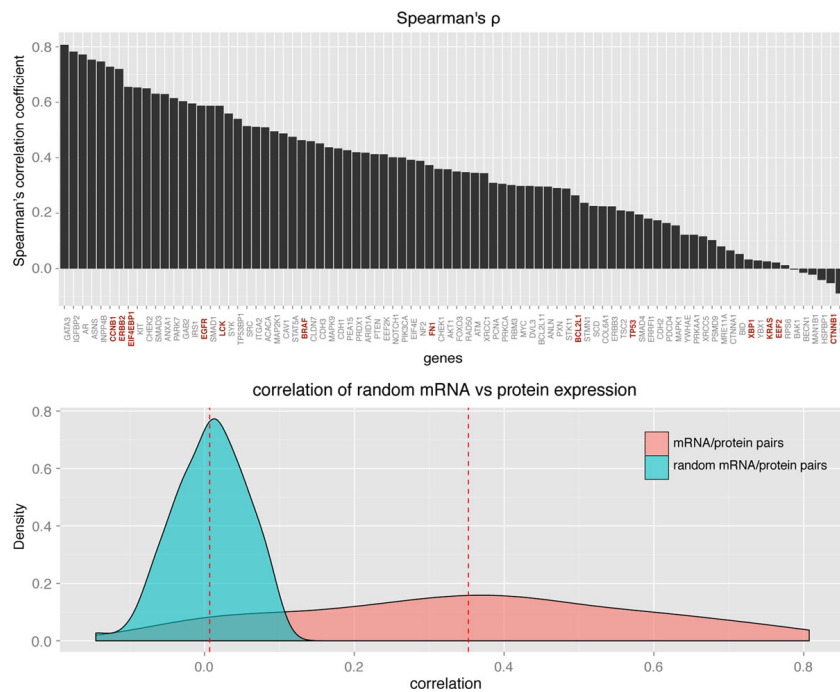 Spearman's ρ
Spearman's correlation coefficient
0.8
0.6
0.4
0.2
0.0
GATA3
IGFBP2
AR
ASNS
INPP4B
CCNB1
ERBB2
EIF4EBP1
KIT
CHEK2
SMAD3
ANXA1
PARK7
GAB2
IRS1
EGFR
SMAD1
LCK
SYK
TP53BP1
SRC
ITGA2
ACACA
MAP2K1
CAV1
STAT5A
BRAF
CLDN7
CDH3
MAPK9
CDH1
PEA15
PRDX1
ARID1A
PTEN
EEF2K
NOTCH1
PIK3CA
EIF4E
NF2
FN1
CHEK1
AKT1
FOXO3
RAD50
ATM
XRCC1
PCNA
PRKCA
RBM3
MYC
DVL3
BCL2L11
ANLN
PXN
STK11
BCL2L1
STMN1
SCD
COL6A1
ERBB3
TSC2
TP53
SMAD4
ERRFI1
CDH2
PDCD4
MAPK1
YWHAE
PRKAA1
XRCC5
PSMD9
MRE11A
CTNNA1
BID
XBP1
YBX1
KRAS
EEF2
RPS6
BAK1
BECN1
MAN1B1
HSPBP1
CTNNB1
genes
correlation of random mRNA vs protein expression
Density
0.8
0.6
0.4
0.2
0.0
mRNA/protein pairs
random mRNA/protein pairs
0.0 0.2 0.4 0.6 0.8
correlation